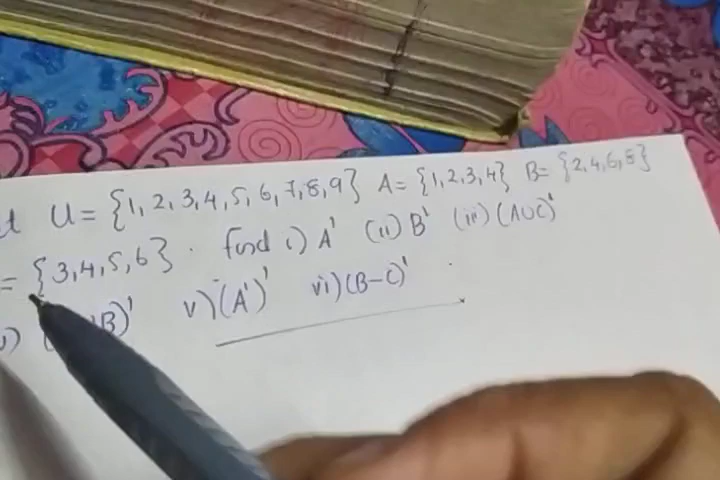 U = {1, 2, 3, 4, 5, 6, 7, 8, 9} A = {1, 2, 3, 4} B = {2, 4, 6, 8}
= {3, 4, 5, 6} . find i) A' (ii) B' (iii) (AUC)'
B)' v) (A')' vi) (B-C)' .